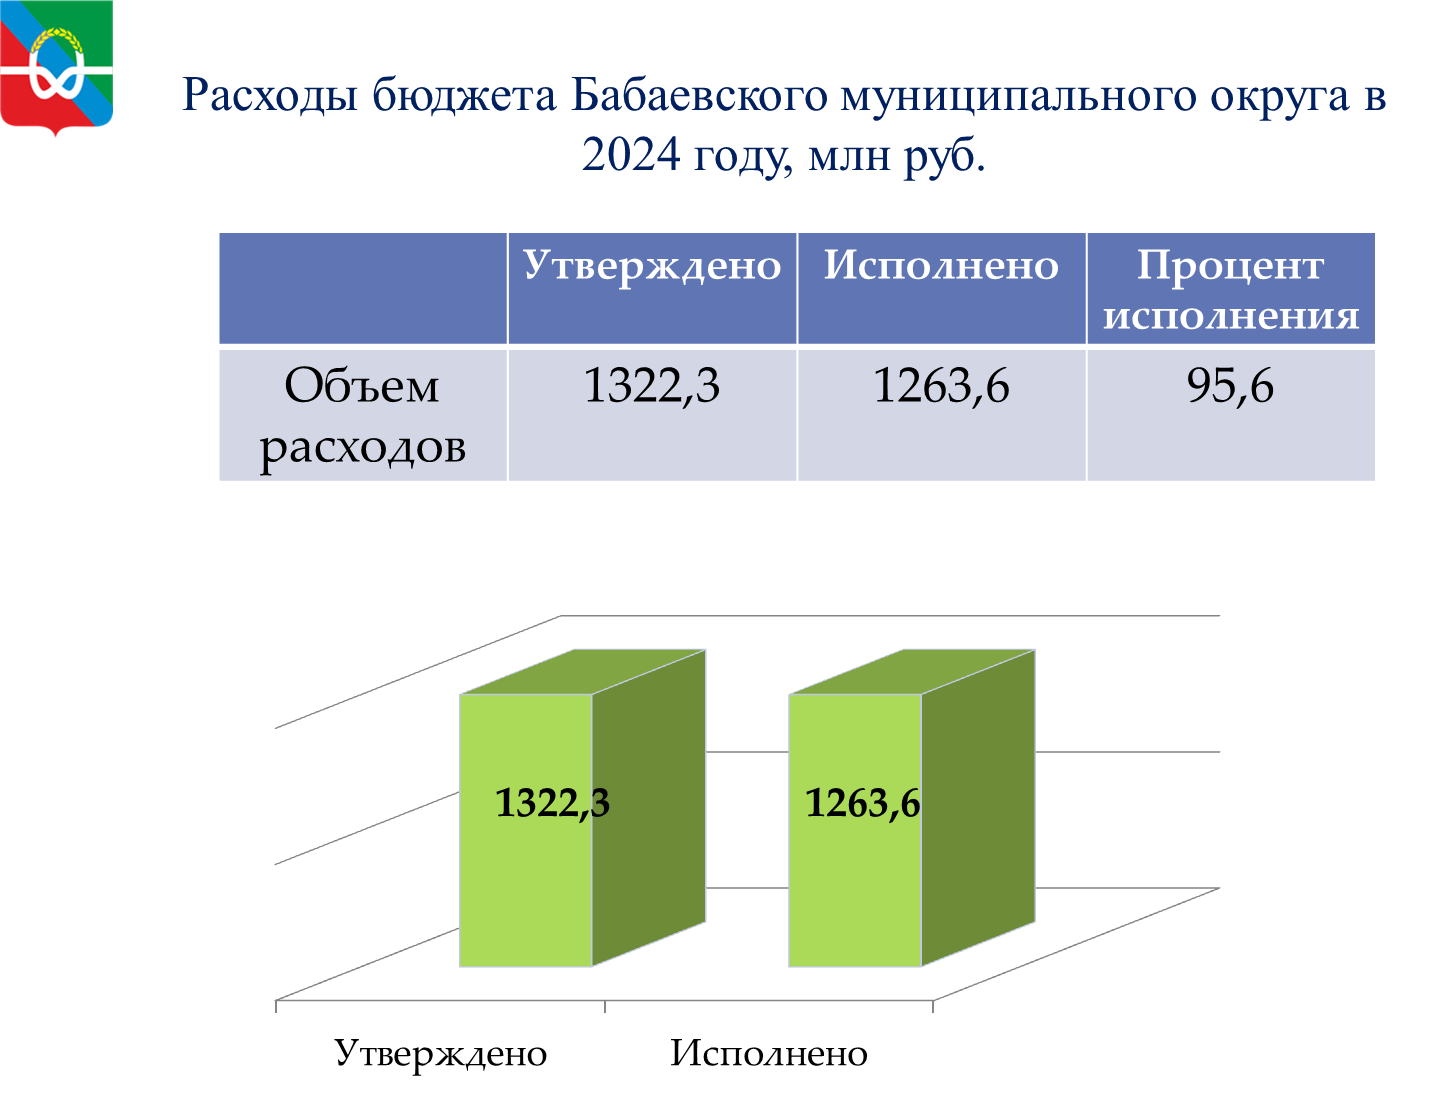 Расходы бюджета Бабаевского муниципального округа в
2024 году, млн руб.
Утверждено Исполнено Процент
исполнения
Объем 1322,3 1263,6 95,6
расходов
1322,3 1263,6
Утверждено Исполнено